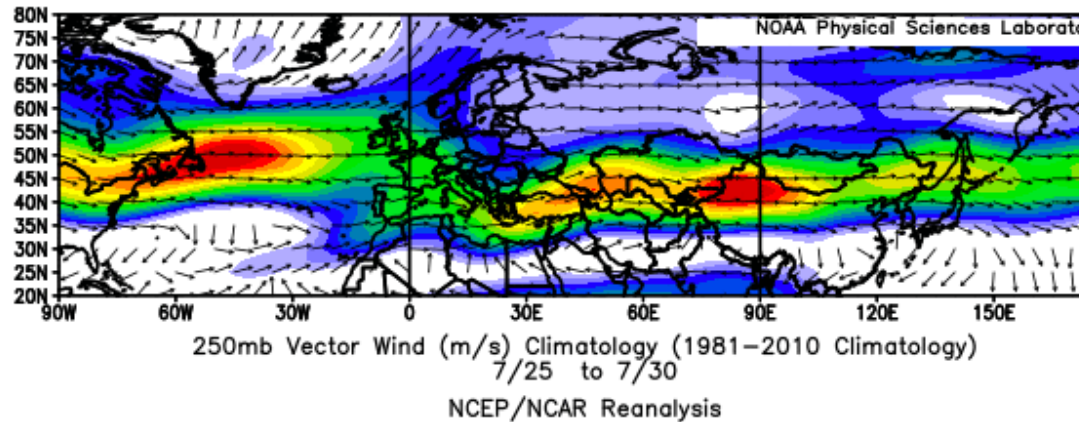 80N
NOAA Physical Sciences Laborato
75N
70N
65N
60N
55N
50N
45N
40N
35N
30N
25N
20N
90W 60W 30W 0 30E 60E 90E 120E 150E
250mb Vector Wind (m/s) Climatology (1981-2010 Climatology)
7/25 to 7/30
NCEP/NCAR Reanalysis